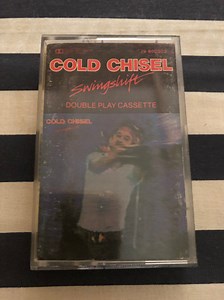 COLD CHISEL
Swingshift
DOUBLE PLAY CASSETTE
COLD CHISEL